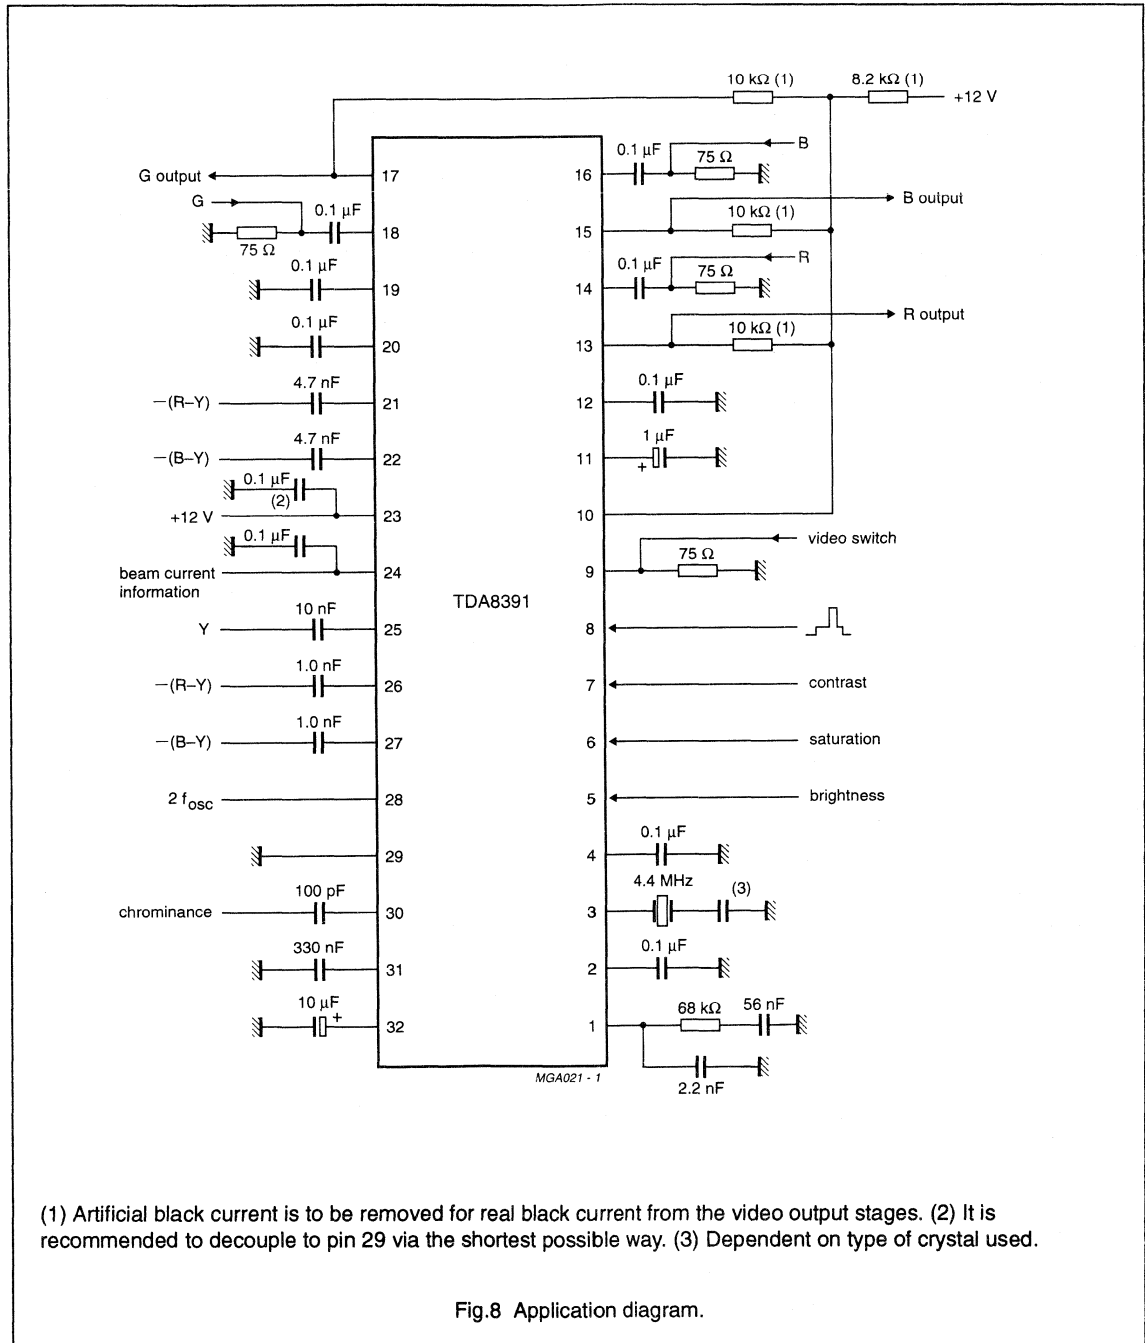 10 kΩ (1) 8.2 kΩ (1)
+12 V
B
0.1 µF 75 Ω
G output 17 16
G
0.1 µF
B output
18 15 10 kΩ (1)
75 Ω
R
0.1 µF 0.1 µF 75 Ω
19 14
R output
0.1 µF
20 13 10 kΩ (1)
4.7 nF 0.1 µF
−(R−Y) 21 12
4.7 nF 1 µF
−(B−Y) 22 11
+
0.1 µF
(2)
+12 V 23 10
0.1 µF video switch
75 Ω
24 9
beam current
information
TDA8391
10 nF
Y 25 8
1.0 nF
−(R−Y) 26 7 contrast
1.0 nF
−(B−Y) 27 6 saturation
2 fosc 28 5 brightness
0.1 µF
29 4
100 pF 4.4 MHz (3)
chrominance 30 3
330 nF 0.1 µF
31 2
10 µF 68 kΩ 56 nF
+
32 1
MGA021 - 1
2.2 nF
(1) Artificial black current is to be removed for real black current from the video output stages. (2) It is
recommended to decouple to pin 29 via the shortest possible way. (3) Dependent on type of crystal used.
Fig.8 Application diagram.